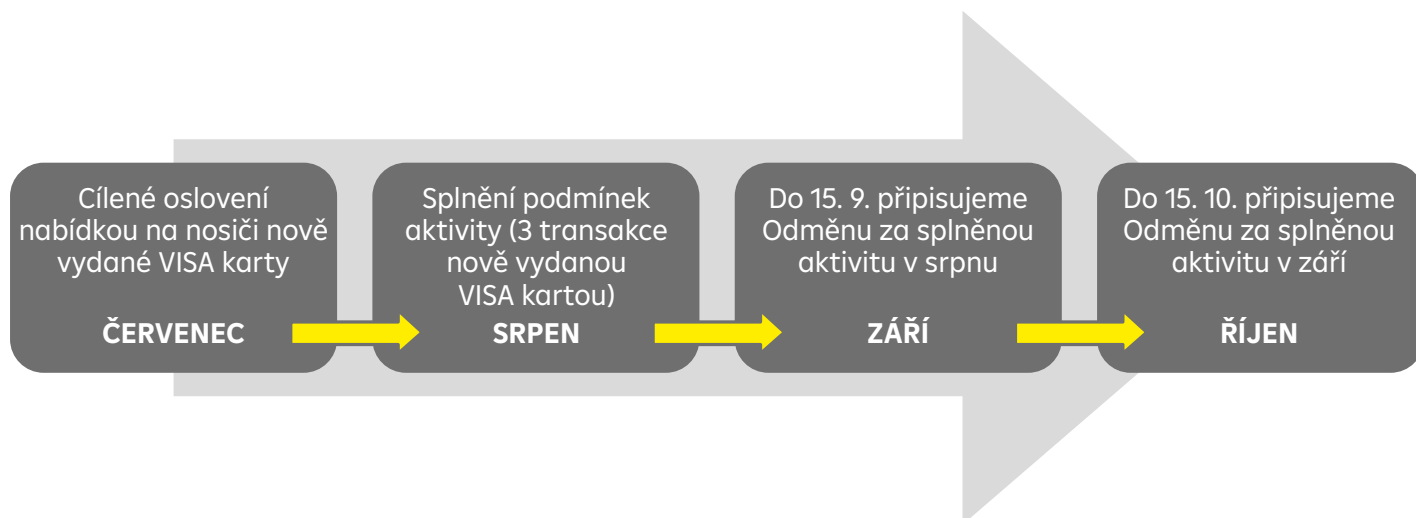 Cílené oslovení
nabídkou na nosiči nově
vydané VISA karty
ČERVENEC
Splnění podmínek
aktivity (3 transakce
nově vydanou
VISA kartou)
SRPEN
Do 15. 9. připisujeme
Odměnu za splněnou
aktivitu v srpnu
ZÁŘÍ
Do 15. 10. připisujeme
Odměnu za splněnou
aktivitu v září
ŘÍJEN